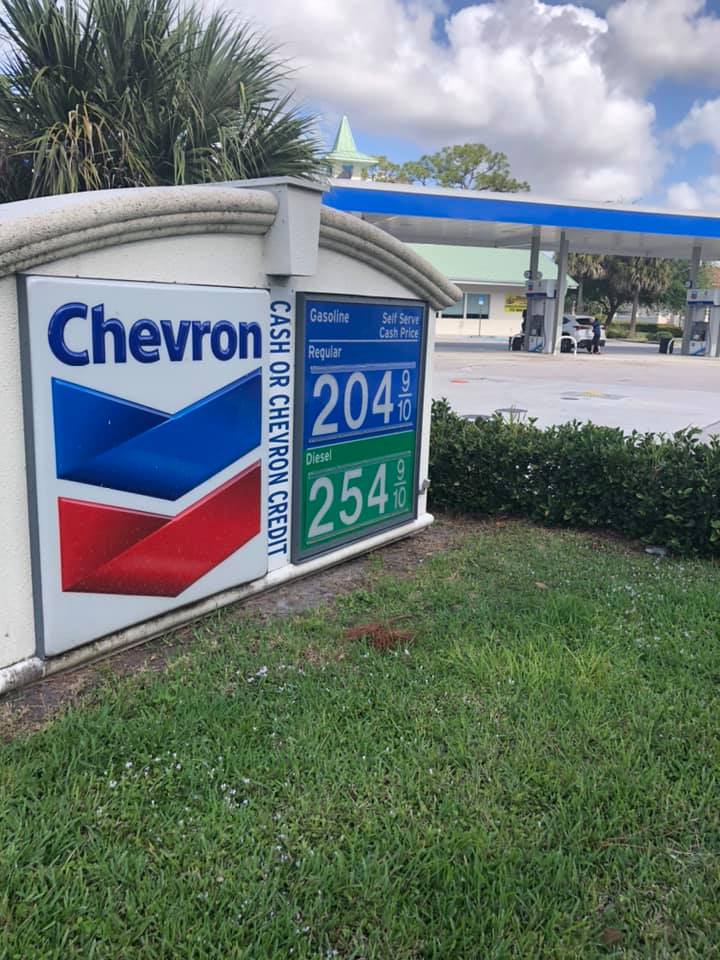 Chevron
CASH OR CHEVRON CREDIT
Gasoline
Self Serve
Cash Price
Regular
204 9/10
Diesel
254 9/10